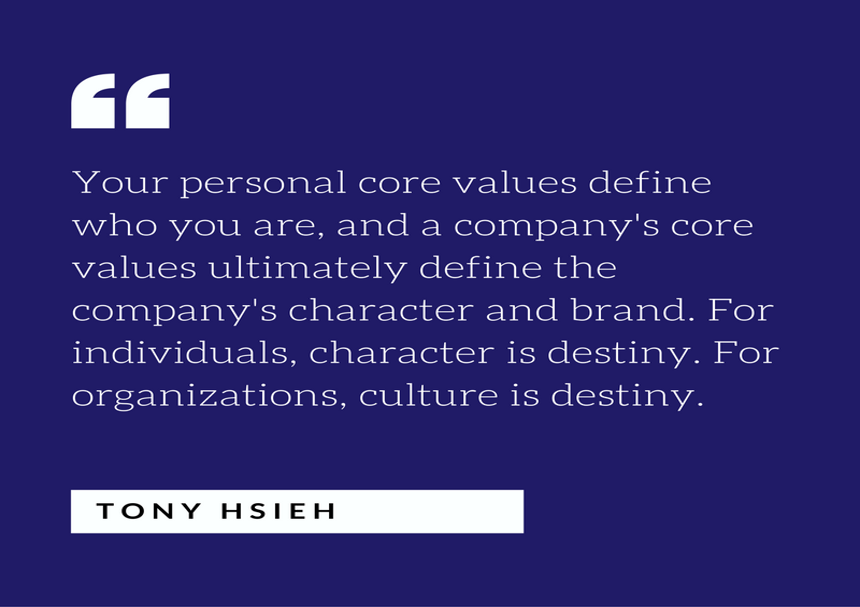 “
Your personal core values define
who you are, and a company's core
values ultimately define the
company's character and brand. For
individuals, character is destiny. For
organizations, culture is destiny.
TONY HSIEH